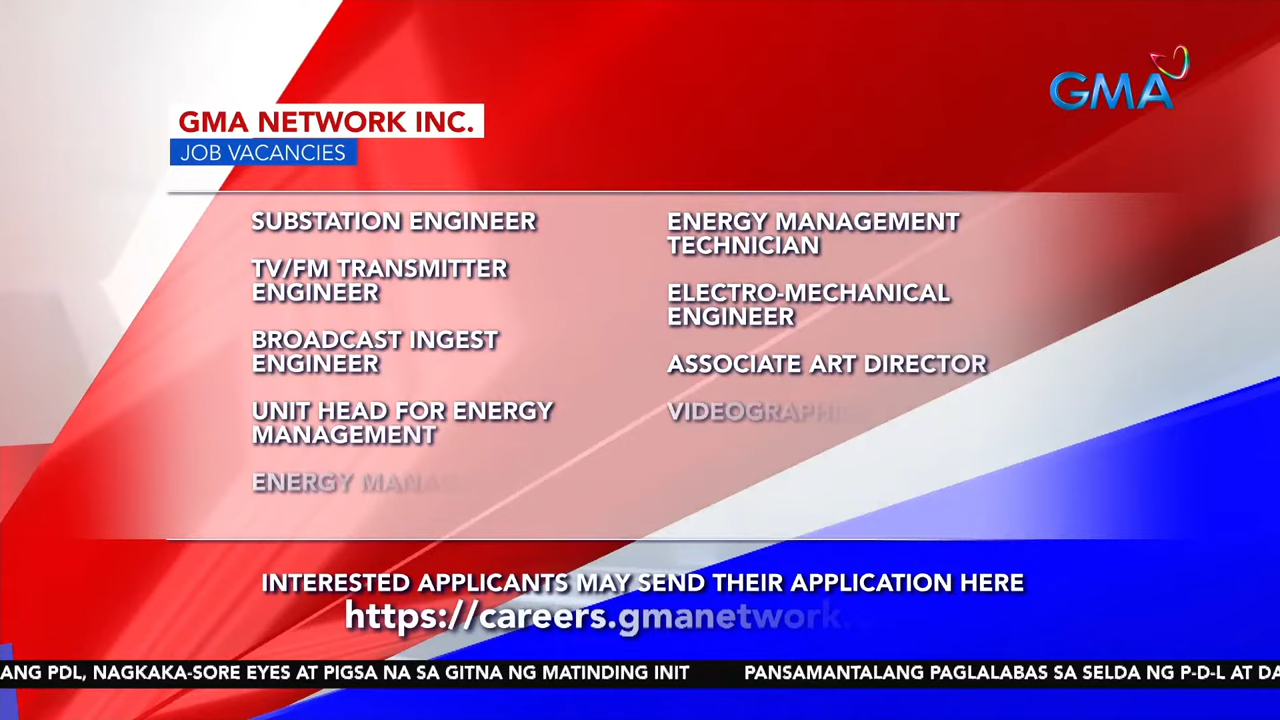 GMA
GMA NETWORK INC.
JOB VACANCIES
SUBSTATION ENGINEER
TV/FM TRANSMITTER
ENGINEER
BROADCAST INGEST
ENGINEER
UNIT HEAD FOR ENERGY
MANAGEMENT
ENERGY
ENERGY MANAGEMENT
TECHNICIAN
ELECTRO-MECHANICAL
ENGINEER
ASSOCIATE ART DIRECTOR
INTERESTED APPLICANTS MAY SEND THEIR APPLICATION HERE
https://careers.gmanetwork.
ANG PDL, NAGKAKA-SORE EYES AT PIGSA NA SA GITNA NG MATINDING INIT PANSAMANTALANG PAGLALABAS SA SELDA NG P-D-L AT